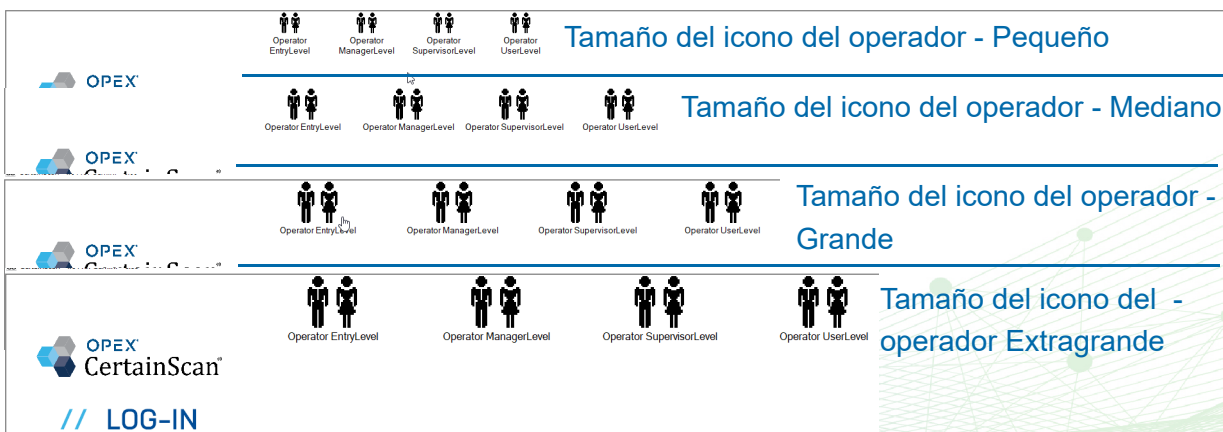 Operator EntryLevel
Operator ManagerLevel
Operator SupervisorLevel
Operator UserLevel
Tamaño del icono del operador - Pequeño
OPEX
Operator EntryLevel
Operator ManagerLevel
Operator SupervisorLevel
Operator UserLevel
Tamaño del icono del operador - Mediano
OPEX
Operator EntryLevel
Operator ManagerLevel
Operator SupervisorLevel
Operator UserLevel
Tamaño del icono del operador -
Grande
OPEX
Operator EntryLevel
Operator ManagerLevel
Operator SupervisorLevel
Operator UserLevel
Tamaño del icono del -
operador Extragrande
OPEX
CertainScan®
// LOG-IN